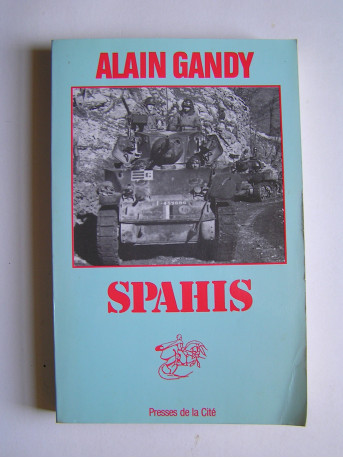 ALAIN GANDY
SPAHIS
Presses de la Cité